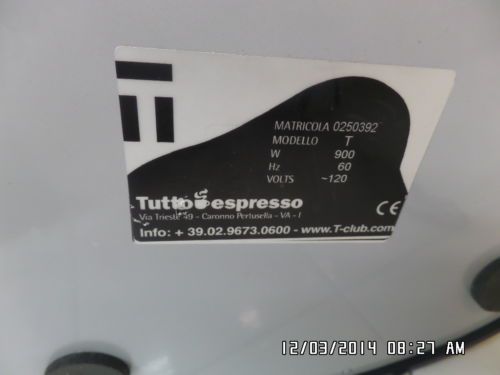 MATRICOLA 0250392
MODELLO T
W 900
Hz 60
VOLTS ~120
Tutto espresso
Via Trieste 49 - Caronno Pertusella - VA - I
CE
Info: + 39.02.9673.0600 - www.T-club.com
12/03/2014 08:27 AM